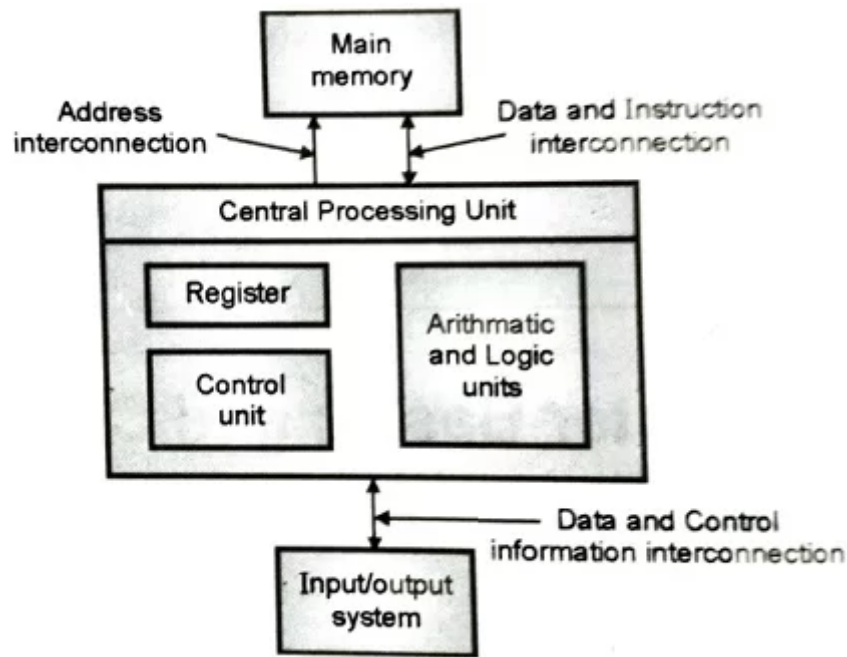 Main
memory
Address
interconnection
Data and Instruction
interconnection
Central Processing Unit
Register
Arithmatic
and Logic
units
Control
unit
Data and Control
information interconnection
Input/output
system